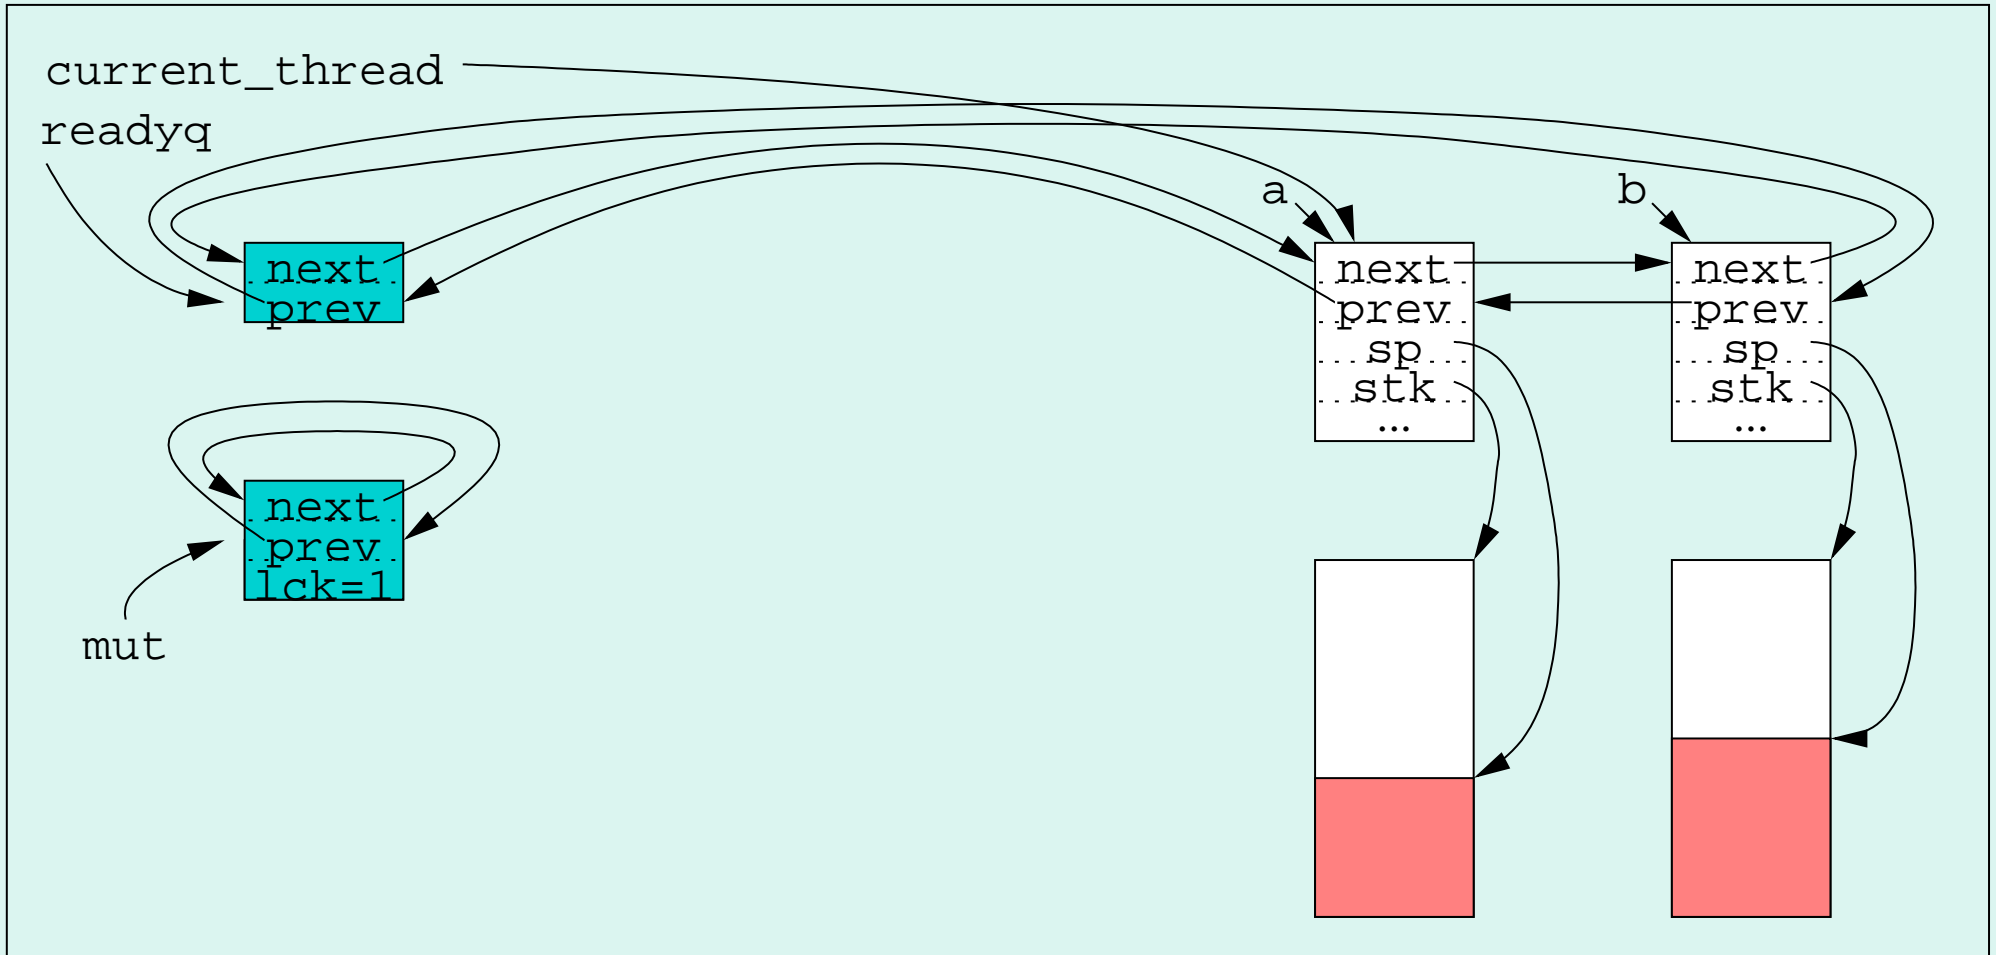 current_thread
readyq
a
b
next
prev
next
prev
sp
stk
...
next
prev
sp
stk
...
next
prev
lck=1
mut